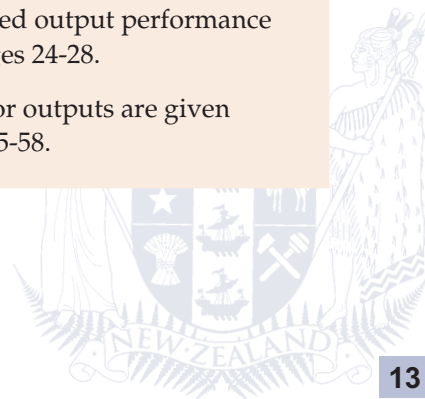 ed output performance
es 24-28.
or outputs are given
5-58.
NEW ZEALAND
13